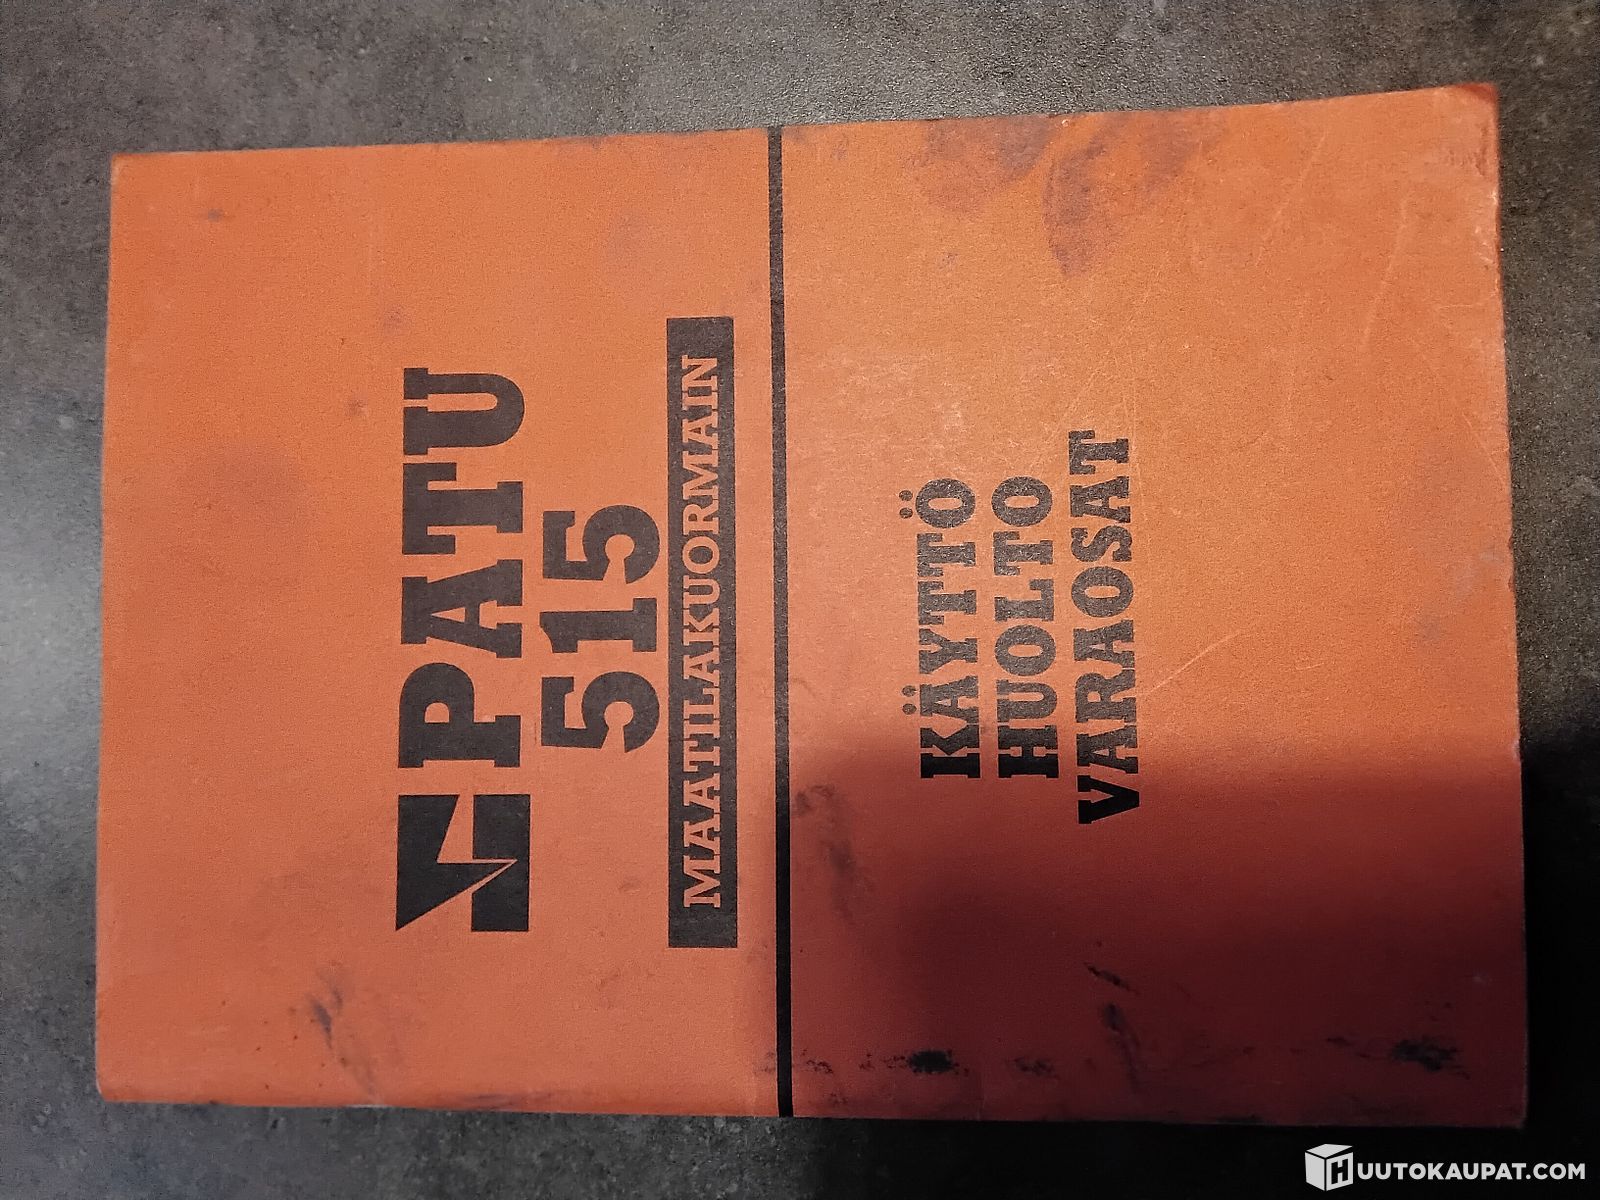 PATU
515
MAATILAKUORMAIN
KÄYTTÖ
HUOLTO
VARAOSAT
HUUTOKAUPAT.COM